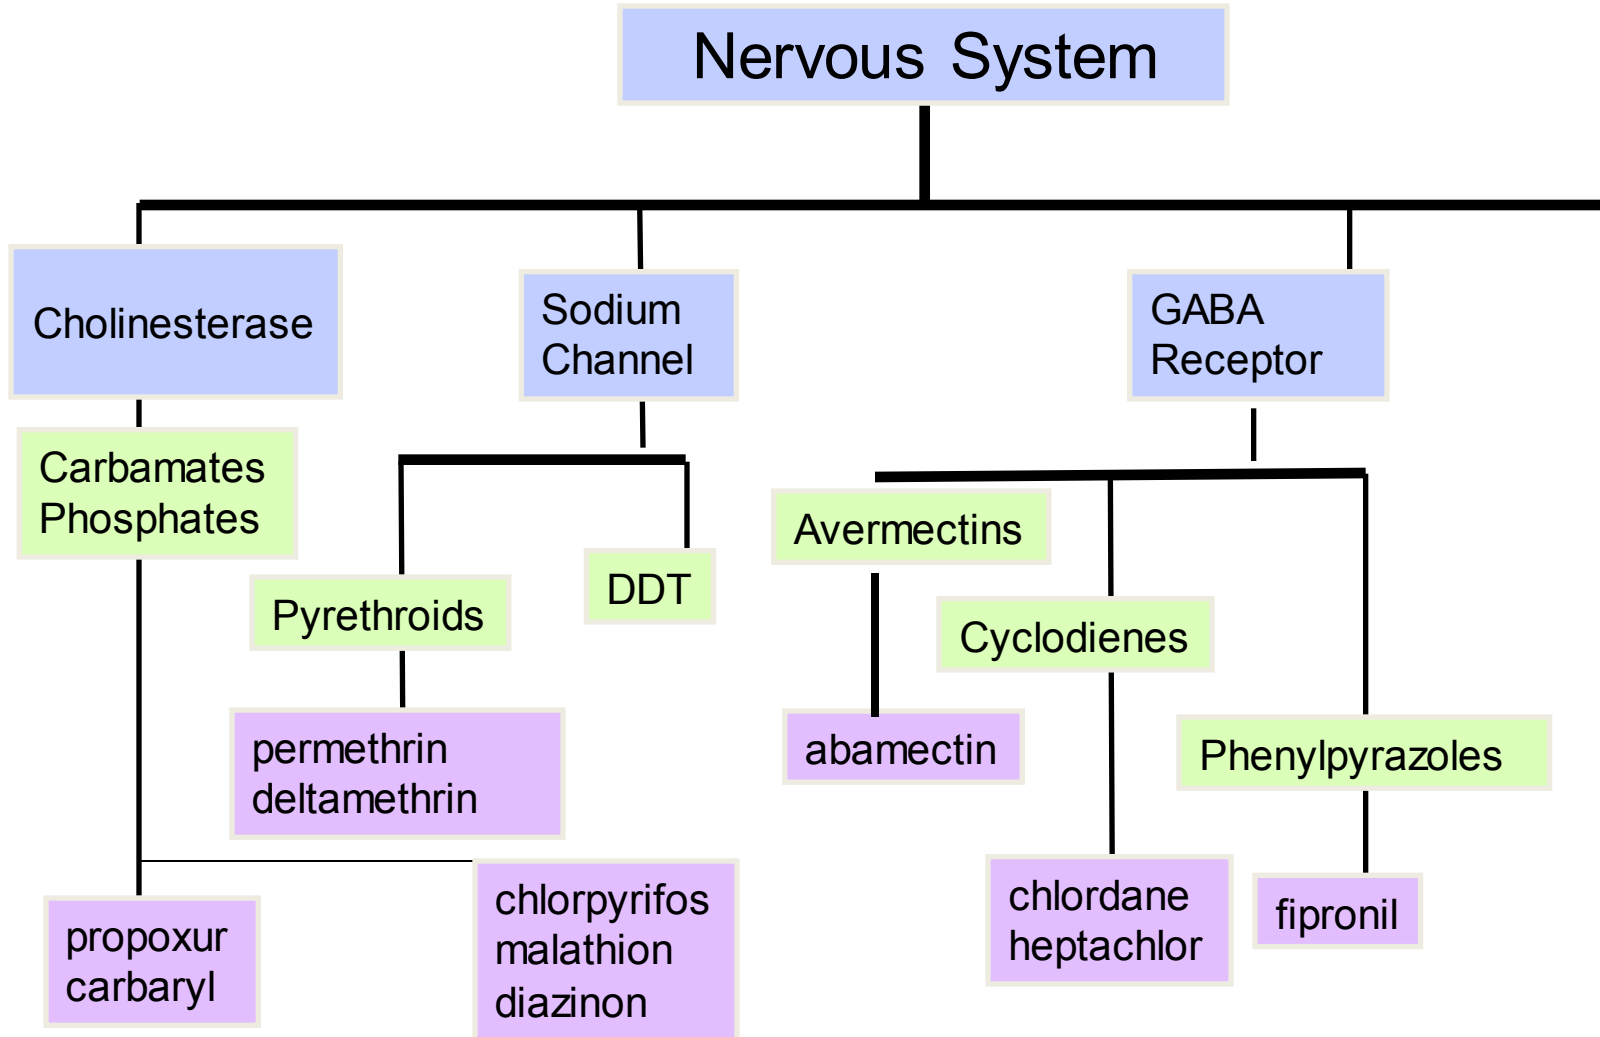 Nervous System
Cholinesterase
Sodium
Channel
GABA
Receptor
Carbamates
Phosphates
Pyrethroids
DDT
Avermectins
Cyclodienes
Phenylpyrazoles
permethrin
deltamethrin
abamectin
propoxur
carbaryl
chlorpyrifos
malathion
diazinon
chlordane
heptachlor
fipronil